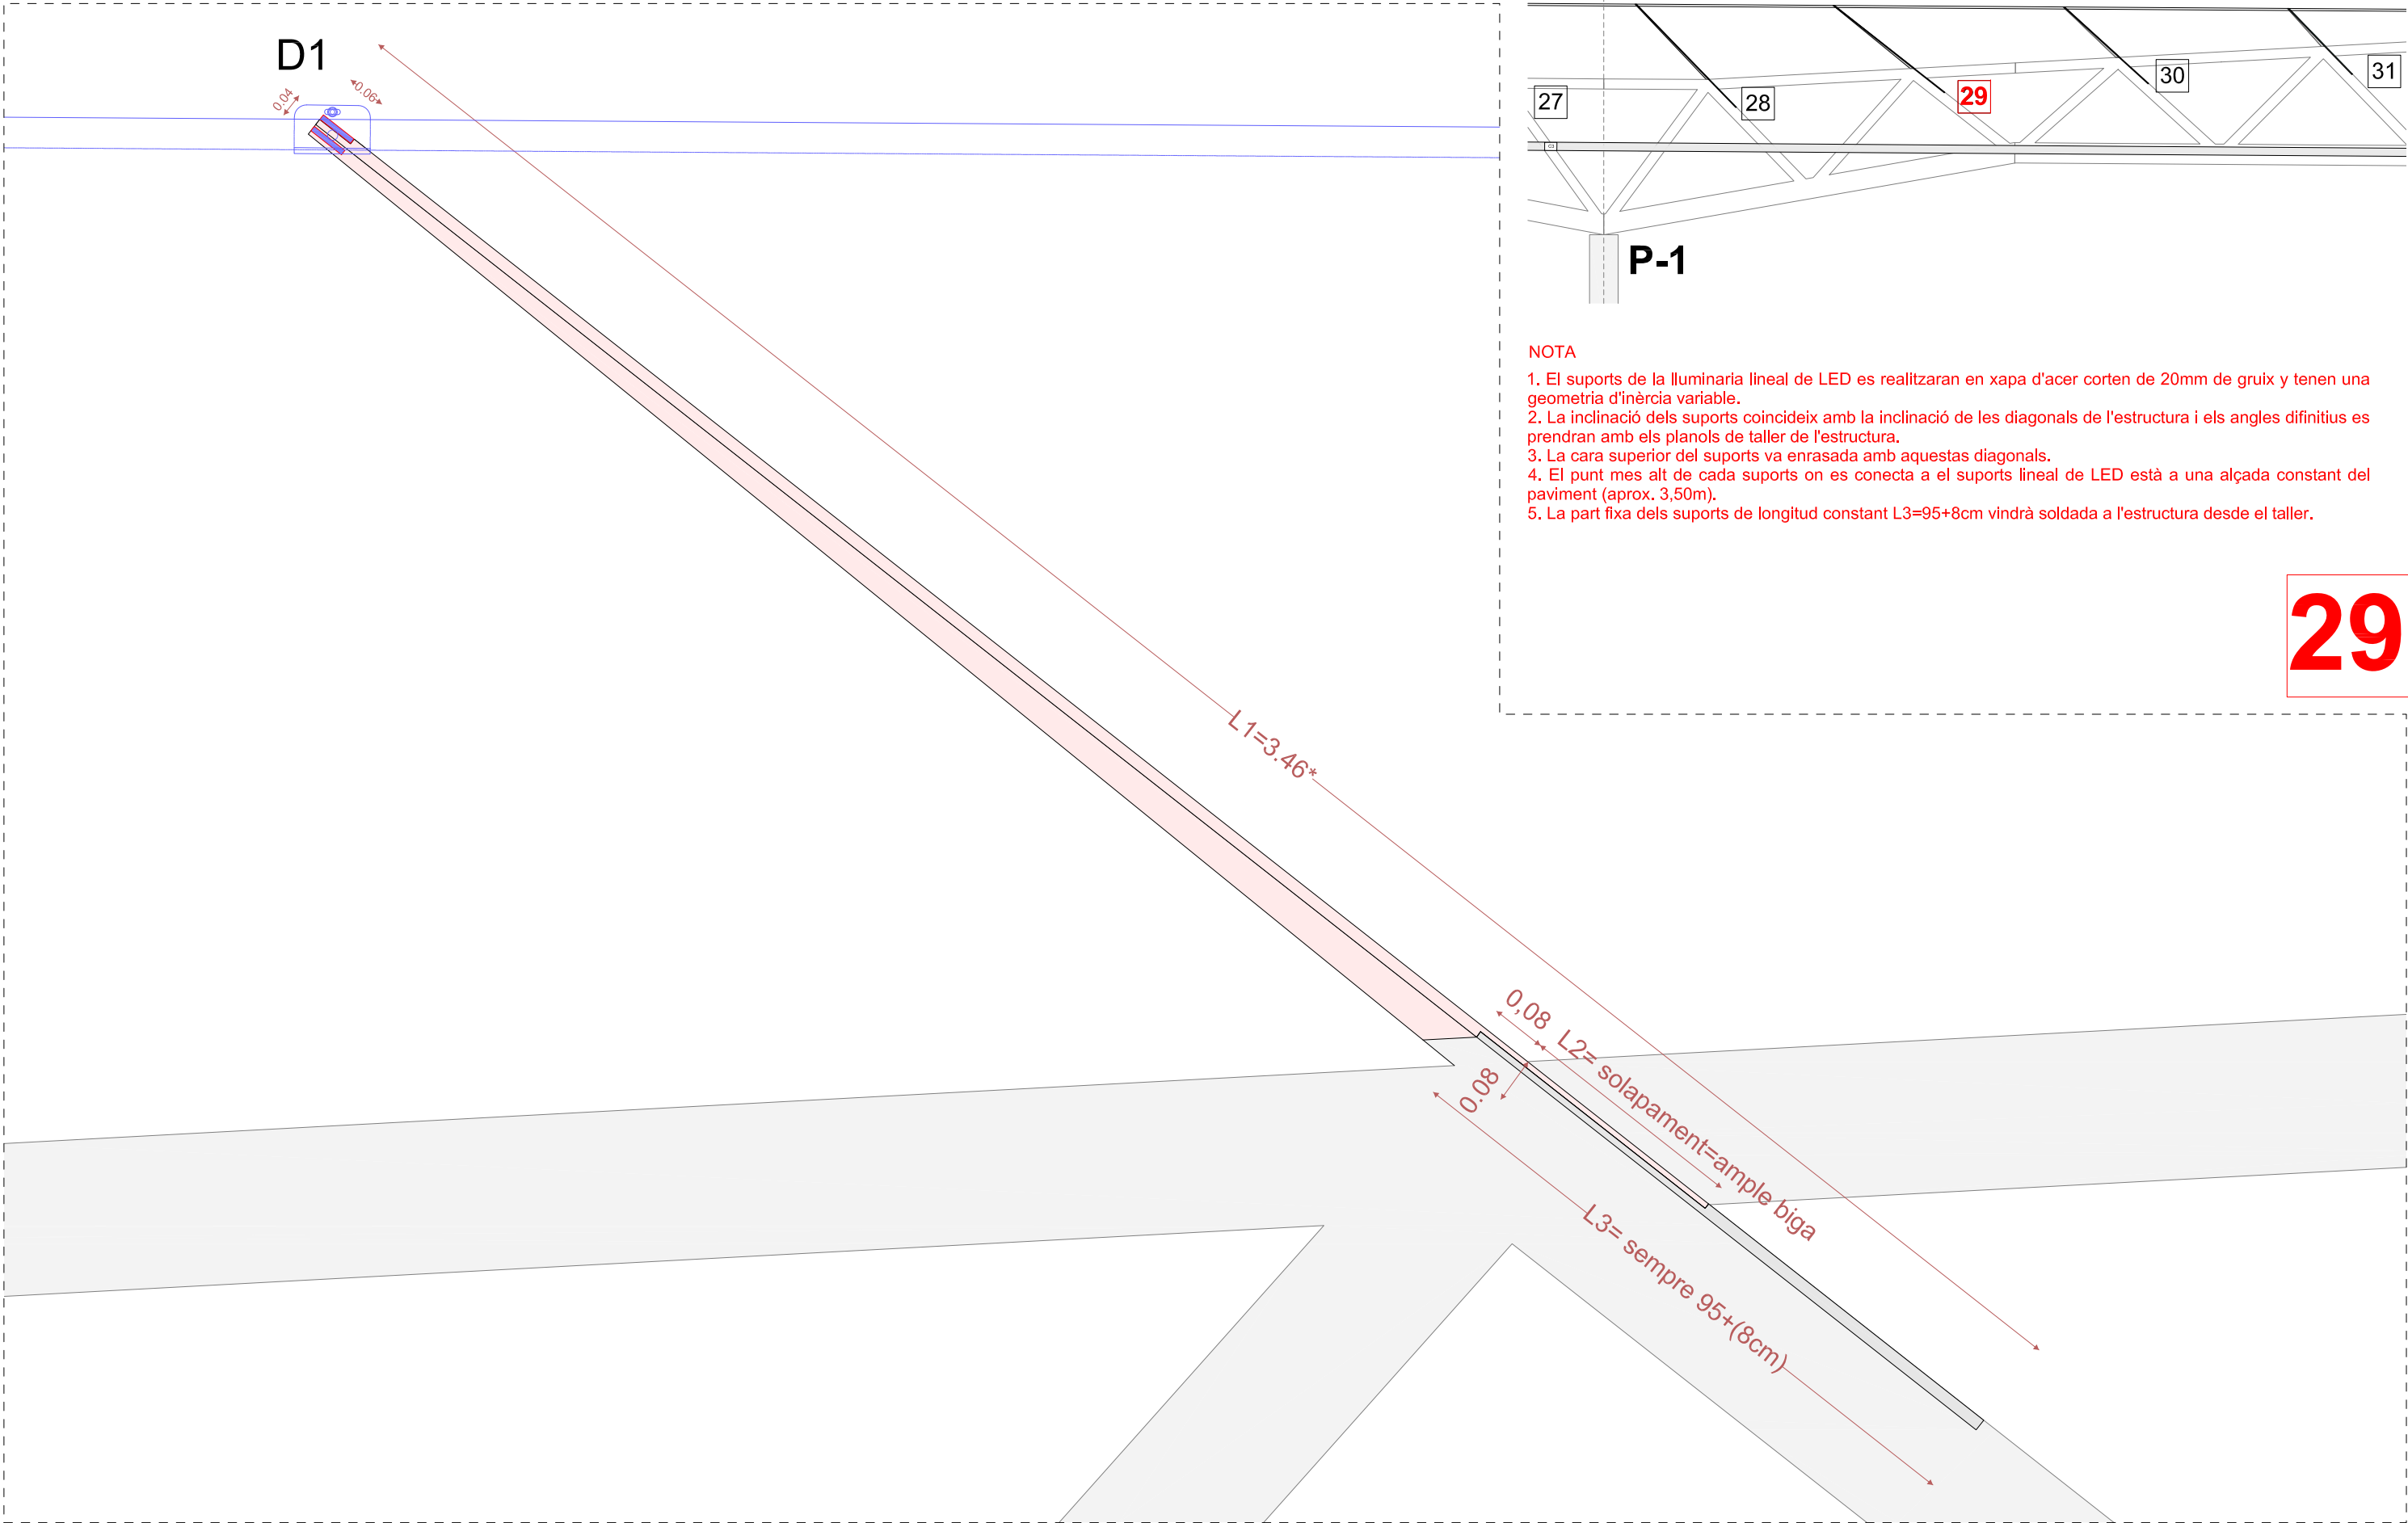 D1
0.04
0.06
27
28
29
30
31
P-1
NOTA
1. El suports de la lluminaria lineal de LED es realitzaran en xapa d'acer corten de 20mm de gruix y tenen una
geometria d'inèrcia variable.
2. La inclinació dels suports coincideix amb la inclinació de les diagonals de l'estructura i els angles difinitius es
prendran amb els planols de taller de l'estructura.
3. La cara superior del suports va enrasada amb aquestas diagonals.
4. El punt mes alt de cada suports on es conecta a el suports lineal de LED està a una alçada constant del
paviment (aprox. 3,50m).
5. La part fixa dels suports de longitud constant L3=95+8cm vindrà soldada a l'estructura desde el taller.
29
L1=3.46*
0,08
L2= solapament=ample biga
0.08
L3= sempre 95+(8cm)